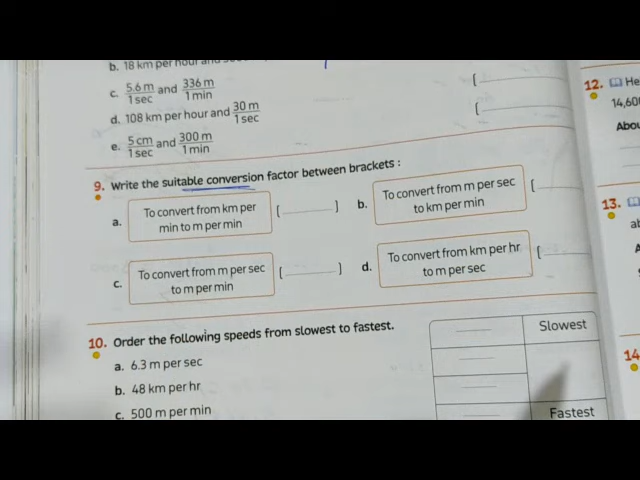 b. 18 km per hour and
c. 5.6 m / 1 sec and 336 m / 1 min [
d. 108 km per hour and 30 m / 1 sec [
e. 5 cm / 1 sec and 300 m / 1 min
9. Write the suitable conversion factor between brackets :
a. To convert from km per min to m per min [ ______ ]
b. To convert from m per sec to km per min [ ______
c. To convert from m per sec to m per min [ ______ ]
d. To convert from km per hr to m per sec [ ______
10. Order the following speeds from slowest to fastest.
a. 6.3 m per sec
b. 48 km per hr
c. 500 m per min
Slowest
Fastest
12. He
14,60
Abou
13.
14